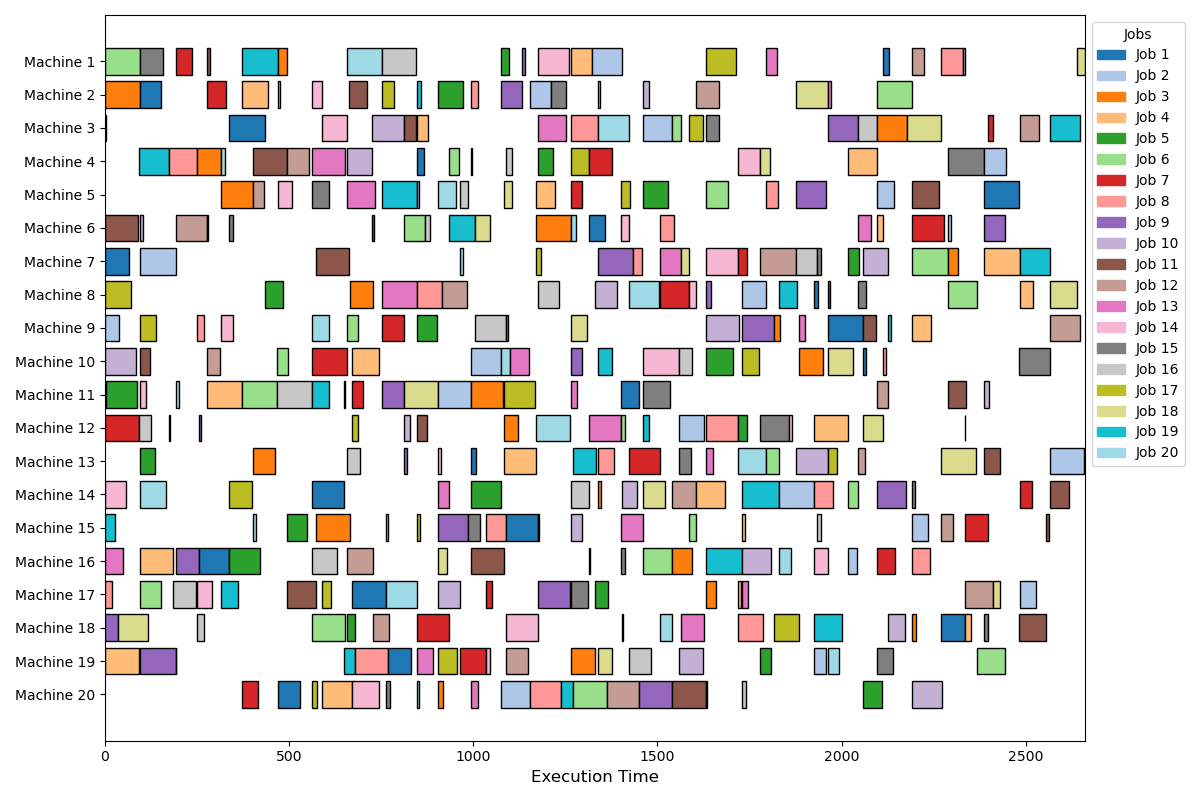 Machine 1
Machine 2
Machine 3
Machine 4
Machine 5
Machine 6
Machine 7
Machine 8
Machine 9
Machine 10
Machine 11
Machine 12
Machine 13
Machine 14
Machine 15
Machine 16
Machine 17
Machine 18
Machine 19
Machine 20
0 500 1000 1500 2000 2500
Execution Time
Jobs
Job 1
Job 2
Job 3
Job 4
Job 5
Job 6
Job 7
Job 8
Job 9
Job 10
Job 11
Job 12
Job 13
Job 14
Job 15
Job 16
Job 17
Job 18
Job 19
Job 20